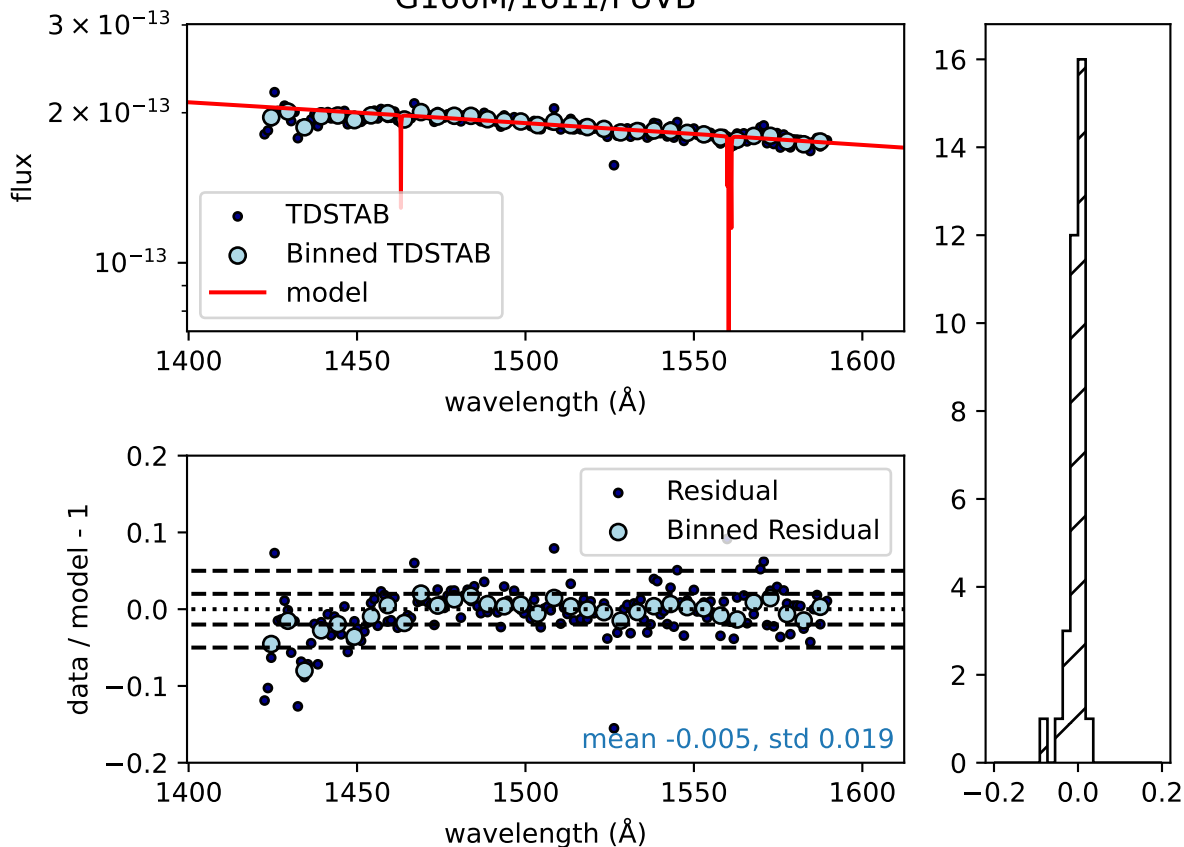 G160M/1611/FUVB
3 × 10⁻¹³
2 × 10⁻¹³
10⁻¹³
flux
TDSTAB
Binned TDSTAB
model
1400 1450 1500 1550 1600
wavelength (Å)
0.2
0.1
0.0
−0.1
−0.2
data / model - 1
Residual
Binned Residual
mean -0.005, std 0.019
1400 1450 1500 1550 1600
wavelength (Å)
16
14
12
10
8
6
4
2
0
−0.2 0.0 0.2